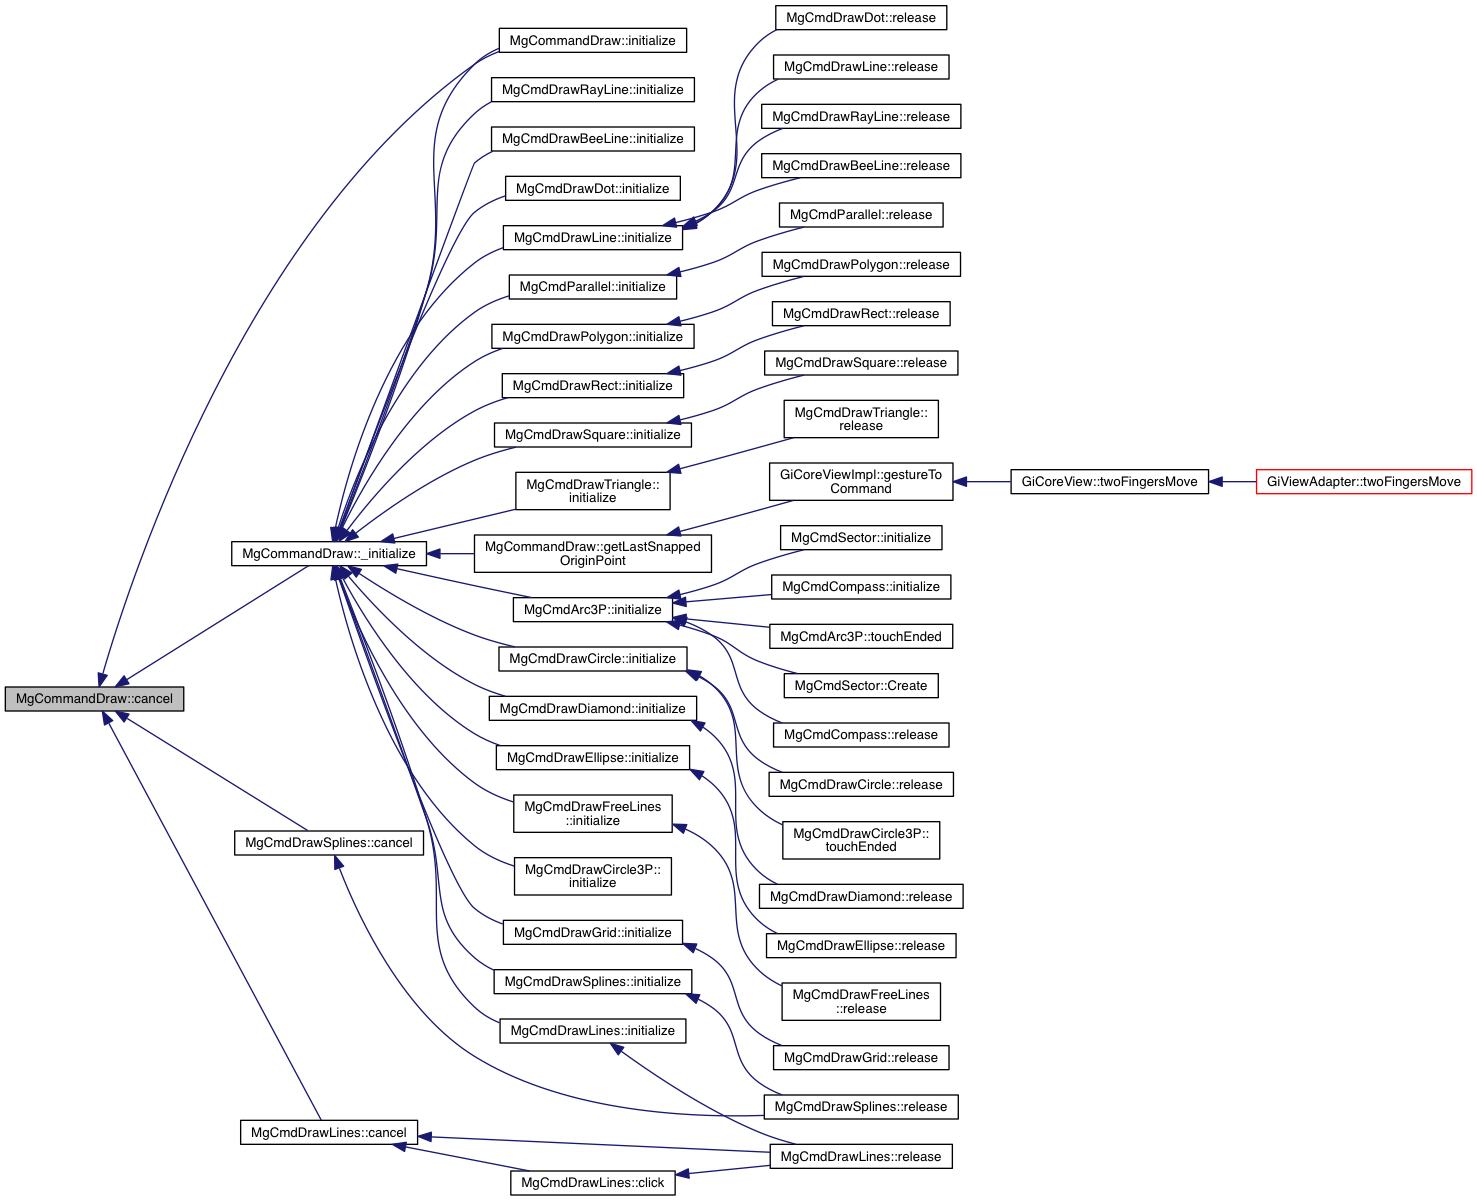 MgCmdDrawDot::release
MgCommandDraw::initialize
MgCmdDrawLine::release
MgCmdDrawRayLine::initialize
MgCmdDrawRayLine::release
MgCmdDrawBeeLine::initialize
MgCmdDrawBeeLine::release
MgCmdDrawDot::initialize
MgCmdParallel::release
MgCmdDrawLine::initialize
MgCmdDrawPolygon::release
MgCmdParallel::initialize
MgCmdDrawRect::release
MgCmdDrawPolygon::initialize
MgCmdDrawSquare::release
MgCmdDrawRect::initialize
MgCmdDrawTriangle::
release
MgCmdDrawSquare::initialize
GiCoreViewImpl::gestureTo
Command
GiCoreView::twoFingersMove
GiViewAdapter::twoFingersMove
MgCmdDrawTriangle::
initialize
MgCmdSector::initialize
MgCommandDraw::_initialize
MgCommandDraw::getLastSnapped
OriginPoint
MgCmdCompass::initialize
MgCmdArc3P::initialize
MgCmdArc3P::touchEnded
MgCmdDrawCircle::initialize
MgCmdSector::Create
MgCommandDraw::cancel
MgCmdDrawDiamond::initialize
MgCmdCompass::release
MgCmdDrawEllipse::initialize
MgCmdDrawCircle::release
MgCmdDrawFreeLines
::initialize
MgCmdDrawCircle3P::
touchEnded
MgCmdDrawSplines::cancel
MgCmdDrawCircle3P::
initialize
MgCmdDrawDiamond::release
MgCmdDrawGrid::initialize
MgCmdDrawEllipse::release
MgCmdDrawSplines::initialize
MgCmdDrawFreeLines
::release
MgCmdDrawLines::initialize
MgCmdDrawGrid::release
MgCmdDrawSplines::release
MgCmdDrawLines::cancel
MgCmdDrawLines::release
MgCmdDrawLines::click